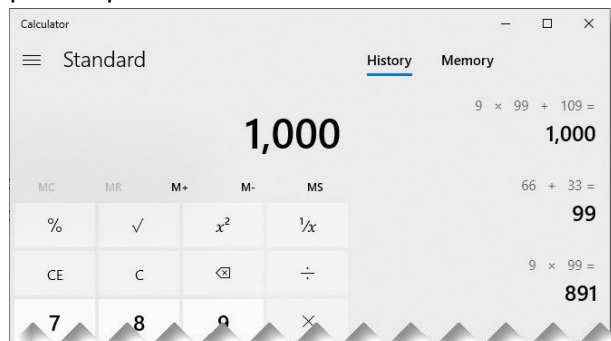 Calculator
Standard
History Memory
9 × 99 + 109 =
1,000
1,000
66 + 33 =
99
9 × 99 =
891
MC MR M+ M- MS
% √ x² ¹/x
CE C ÷
7 8 9 ×